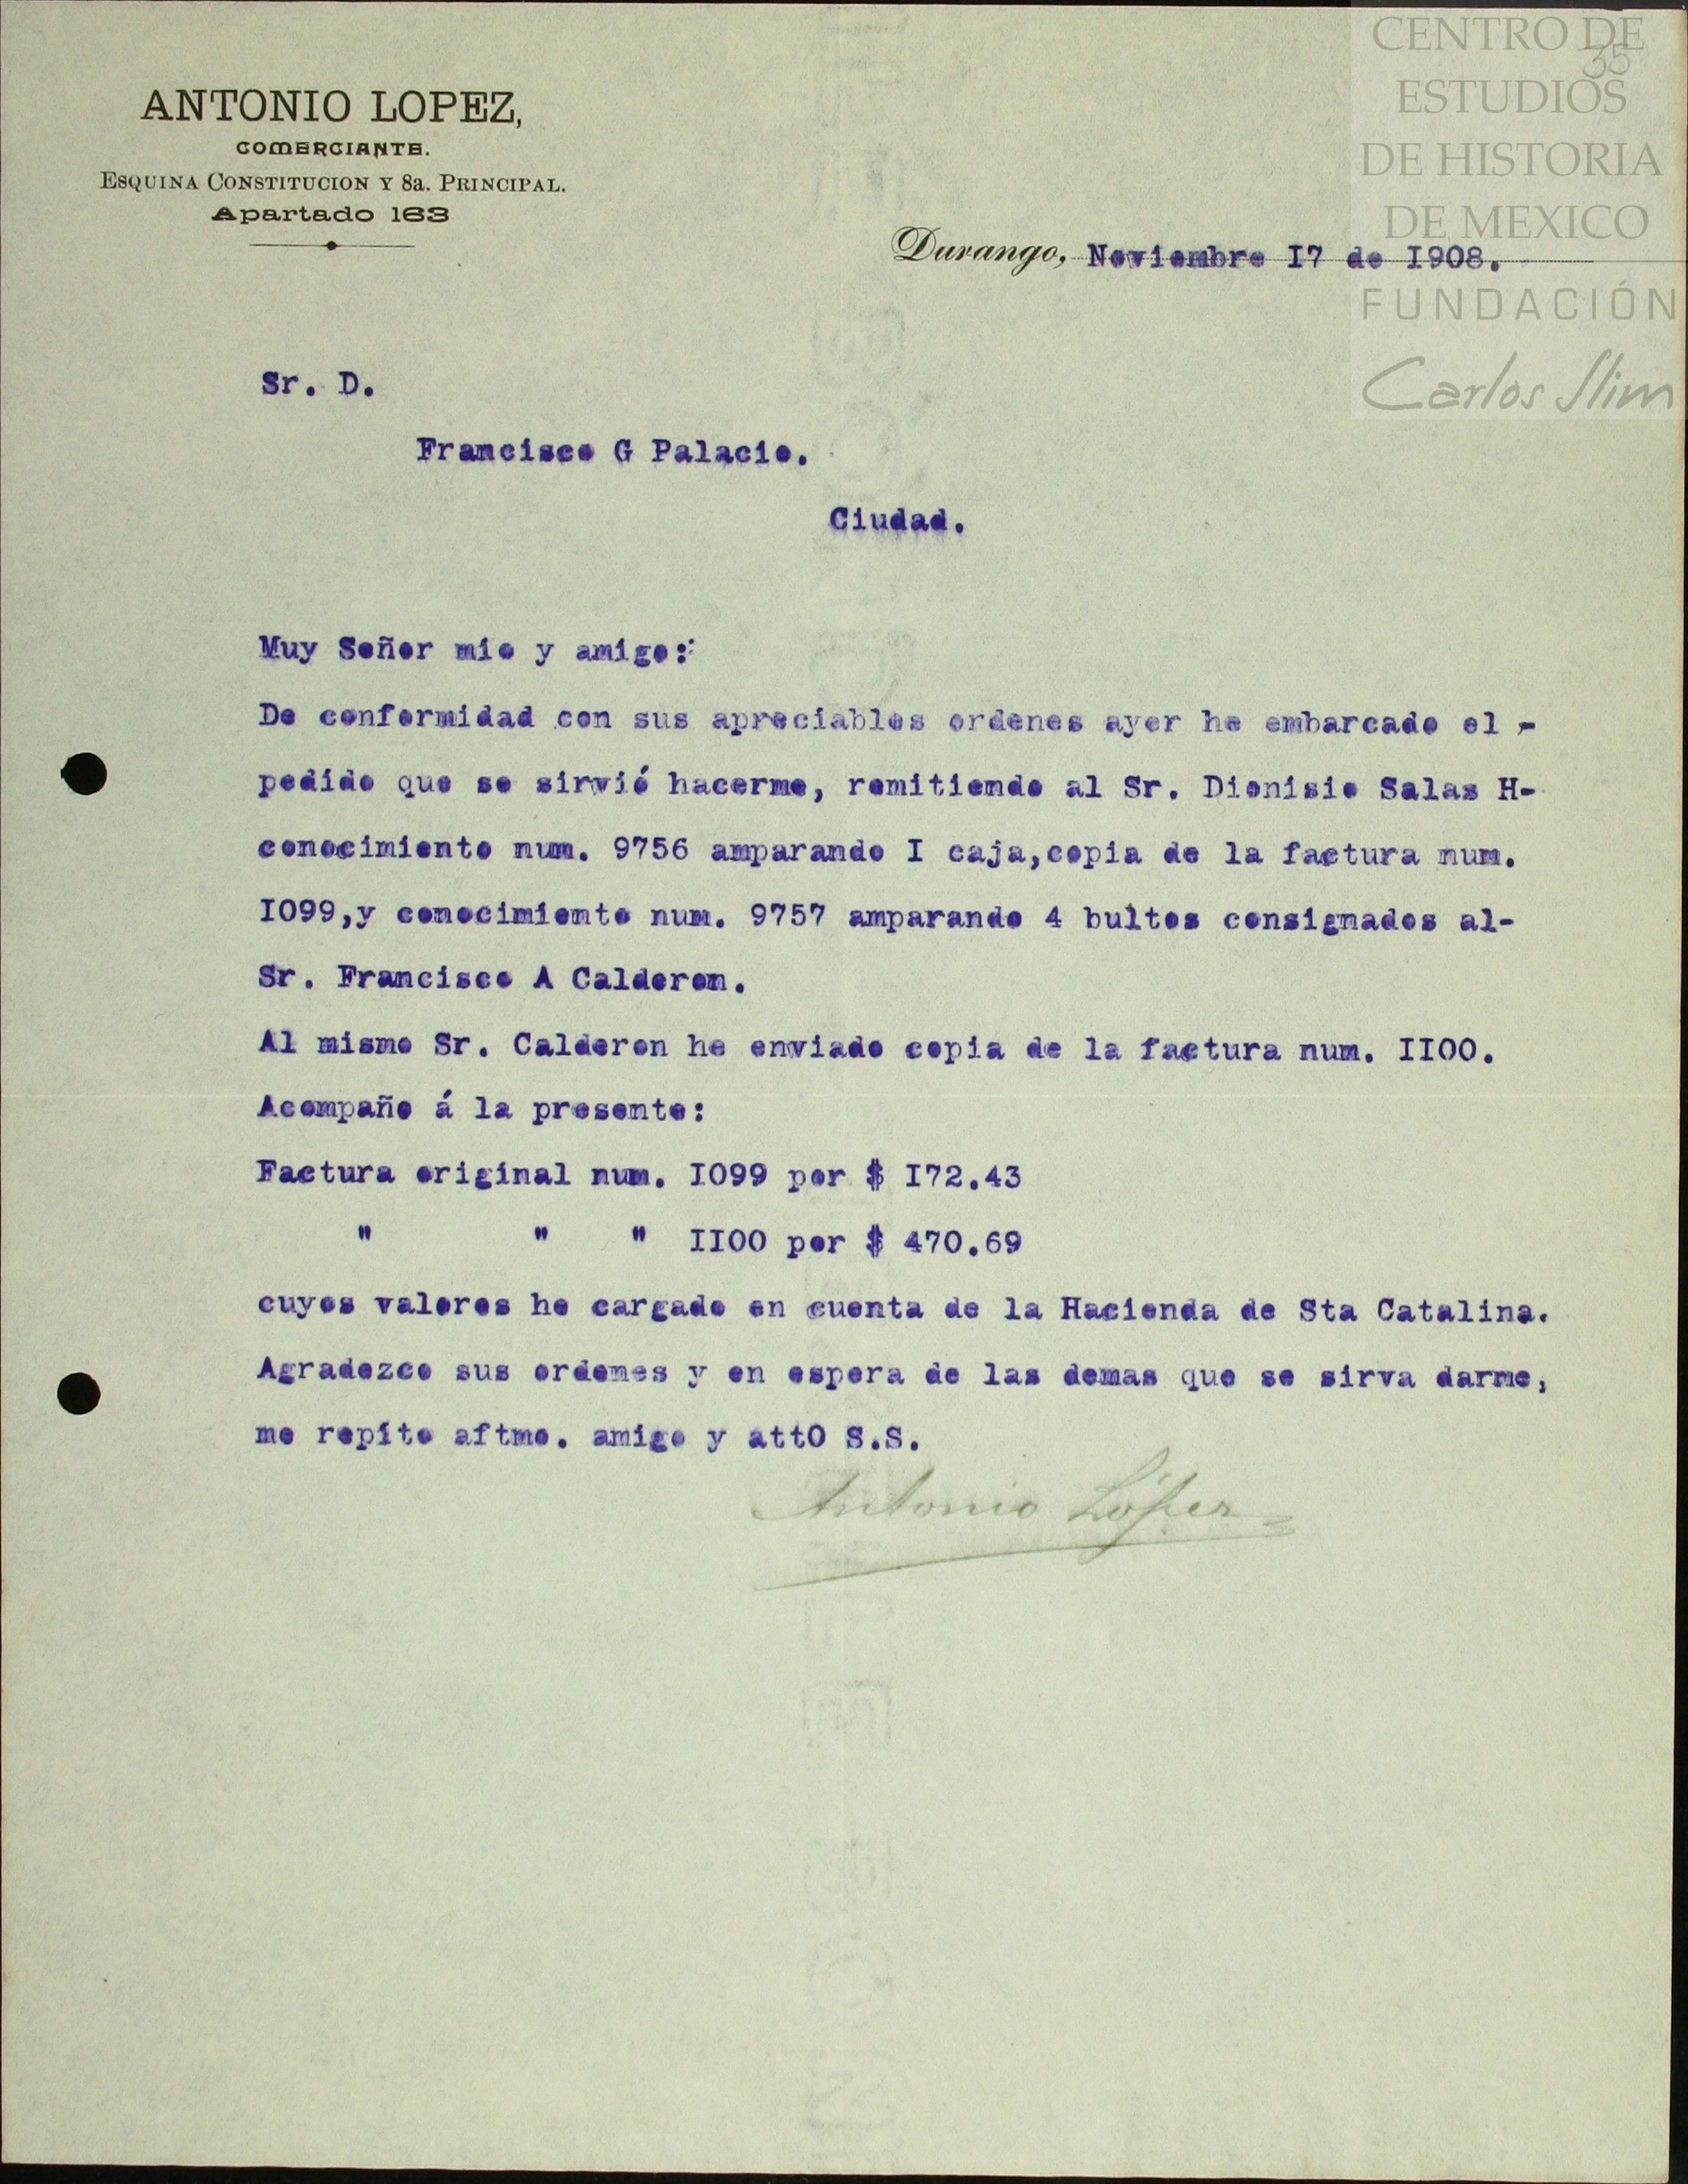 CENTRO DE
35
ESTUDIOS
DE HISTORIA
DE MEXICO
FUNDACIÓN
Carlos Slim
ANTONIO LOPEZ,
COMERCIANTE.
ESQUINA CONSTITUCION Y 8a. PRINCIPAL.
Apartado 163
Durango, Noviembre I7 de I908.
Sr. D.
Francisco G Palacio.
Ciudad.
Muy Señor mio y amigo:
De conformidad con sus apreciables ordenes ayer he embarcado el -
pedido que se sirvió hacerme, remitiendo al Sr. Dionisio Salas H-
conocimiento num. 9756 amparando I caja,copia de la factura num.
I099,y conocimiento num. 9757 amparando 4 bultos consignados al-
Sr. Francisco A Calderon.
Al mismo Sr. Calderon he enviado copia de la factura num. II00.
Acompaño á la presente:
Factura original num. I099 por $ I72.43
" " " II00 por $ 470.69
cuyos valores he cargado en cuenta de la Hacienda de Sta Catalina.
Agradezco sus ordenes y en espera de las demas que se sirva darme,
me repito aftmo. amigo y attO S.S.
Antonio López